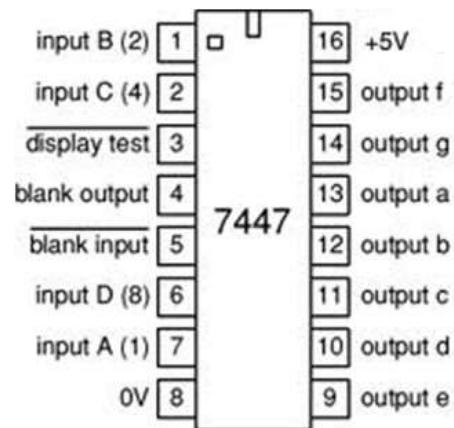 input B (2) 1 16 +5V
input C (4) 2 15 output f
display test 3 14 output g
blank output 4 13 output a
7447
blank input 5 12 output b
input D (8) 6 11 output c
input A (1) 7 10 output d
0V 8 9 output e